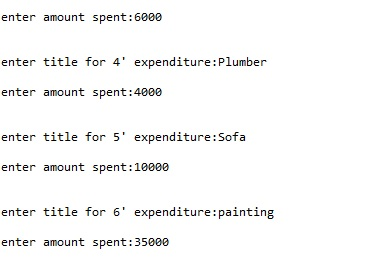 enter amount spent:6000
enter title for 4' expenditure:Plumber
enter amount spent:4000
enter title for 5' expenditure:Sofa
enter amount spent:10000
enter title for 6' expenditure:painting
enter amount spent:35000